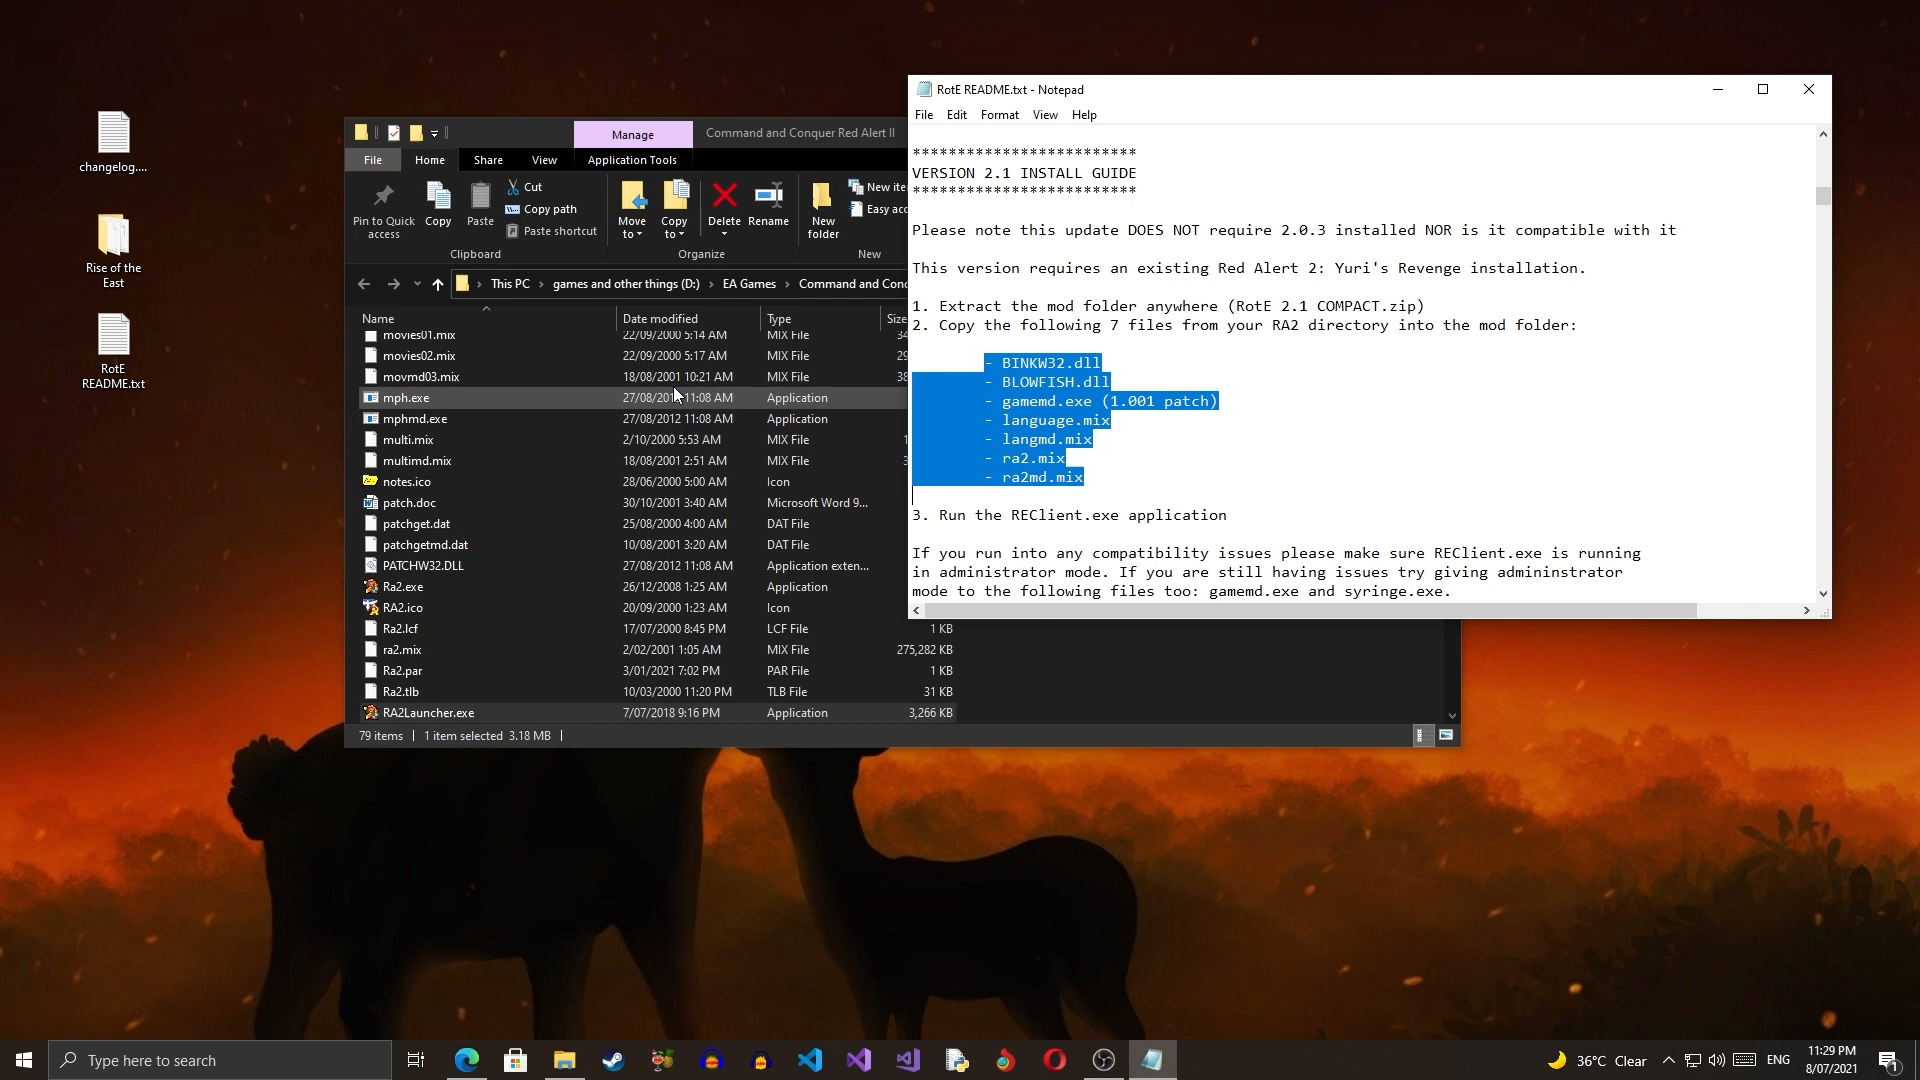 changelog....
Rise of the
East
RotE
README.txt
Manage
Command and Conquer Red Alert II
File
Home
Share
View
Application Tools
Pin to Quick
access
Copy
Paste
Cut
Copy path
Paste shortcut
Clipboard
Move
to
Copy
to
Delete
Rename
Organize
New
folder
Easy acc
New
This PC
games and other things (D:)
EA Games
Name
Date modified
Type
Size
movies01.mix 22/09/2000 5:14 AM MIX File
movies02.mix 22/09/2000 5:17 AM MIX File
movmd03.mix 18/08/2001 10:21 AM MIX File
mph.exe 11:08 AM Application
mphmd.exe 27/08/2012 11:08 AM Application
multi.mix 2/10/2000 5:53 AM MIX File
multimd.mix 18/08/2001 2:51 AM MIX File
notes.ico 28/06/2000 5:00 AM Icon
patch.doc 30/10/2001 3:40 AM Microsoft Word 9...
patchget.dat 25/08/2000 4:00 AM DAT File
patchgetmd.dat 10/08/2001 3:20 AM DAT File
PATCHW32.DLL 27/08/2012 11:08 AM Application exten...
Ra2.exe 26/12/2008 1:25 AM Application
RA2.ico 20/09/2000 1:23 AM Icon
Ra2.lcf 17/07/2000 8:45 PM LCF File 1 KB
ra2.mix 2/02/2001 1:05 AM MIX File 275,282 KB
Ra2.par 3/01/2021 7:02 PM PAR File 1 KB
Ra2.tlb 10/03/2000 11:20 PM TLB File 31 KB
RA2Launcher.exe 7/07/2018 9:16 PM Application 3,266 KB
79 items
1 item selected 3.18 MB
RotE README.txt - Notepad
File Edit Format View Help
*************************
VERSION 2.1 INSTALL GUIDE
*************************
Please note this update DOES NOT require 2.0.3 installed NOR is it compatible with it
This version requires an existing Red Alert 2: Yuri's Revenge installation.
1. Extract the mod folder anywhere (RotE 2.1 COMPACT.zip)
2. Copy the following 7 files from your RA2 directory into the mod folder:
- BINKW32.dll
- BLOWFISH.dll
- gamemd.exe (1.001 patch)
- language.mix
- langmd.mix
- ra2.mix
- ra2md.mix
3. Run the REClient.exe application
If you run into any compatibility issues please make sure REClient.exe is running
in administrator mode. If you are still having issues try giving admininstrator
mode to the following files too: gamemd.exe and syringe.exe.
Type here to search
36°C Clear
ENG
11:29 PM
8/07/2021
1